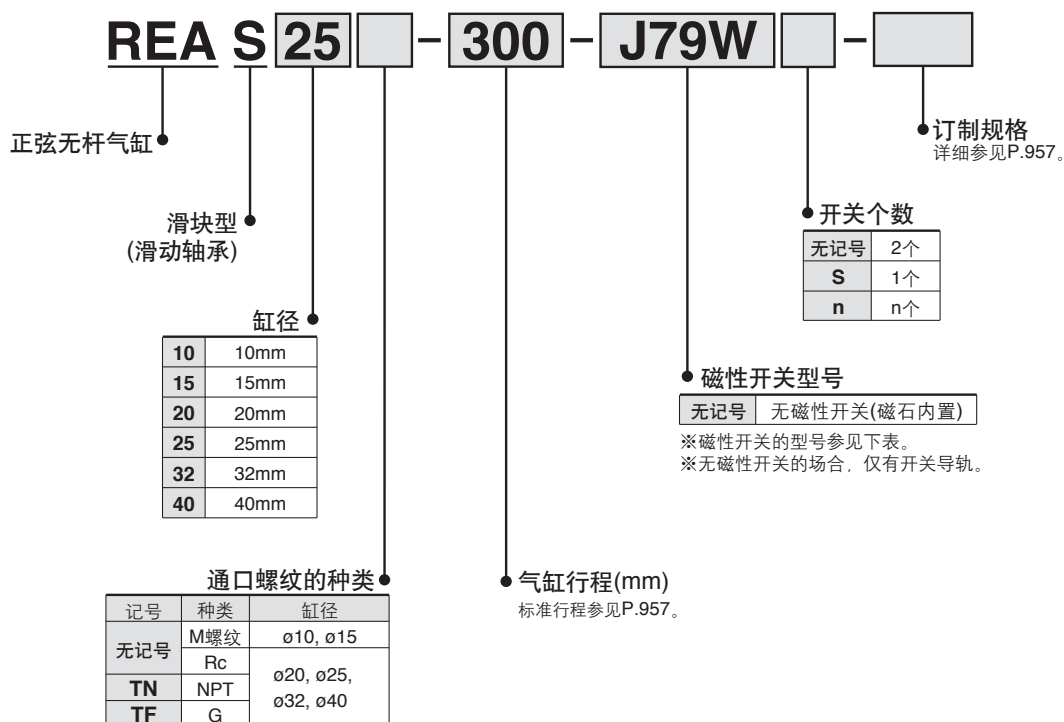 REA S 25 – 300 – J79W –
正弦无杆气缸
订制规格
详细参见P.957。
滑块型
(滑动轴承)
开关个数
无记号 2个
S 1个
n n个
缸径
10 10mm
15 15mm
20 20mm
25 25mm
32 32mm
40 40mm
磁性开关型号
无记号 无磁性开关(磁石内置)
※磁性开关的型号参见下表。
※无磁性开关的场合，仅有开关导轨。
通口螺纹的种类
记号 种类 缸径
无记号 M螺纹 ø10, ø15
Rc ø20, ø25,
TN NPT ø32, ø40
TF G
气缸行程(mm)
标准行程参见P.957。